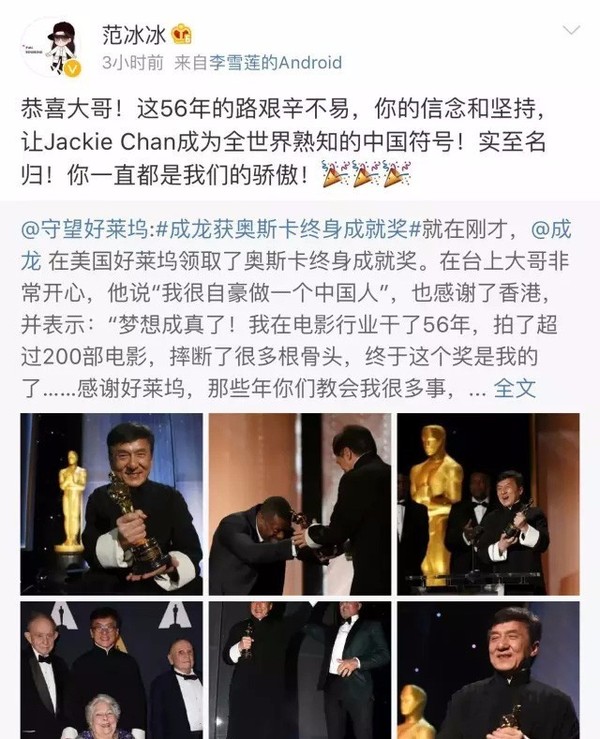 范冰冰
3小时前 来自李雪莲的Android
恭喜大哥！这56年的路艰辛不易，你的信念和坚持，
让Jackie Chan成为全世界熟知的中国符号！实至名
归！你一直都是我们的骄傲！
@守望好莱坞:#成龙获奥斯卡终身成就奖#就在刚才，@成
龙 在美国好莱坞领取了奥斯卡终身成就奖。在台上大哥非
常开心，他说“我很自豪做一个中国人”，也感谢了香港，
并表示：“梦想成真了！我在电影行业干了56年，拍了超
过200部电影，摔断了很多根骨头，终于这个奖是我的
了……感谢好莱坞，那些年你们教会我很多事，... 全文